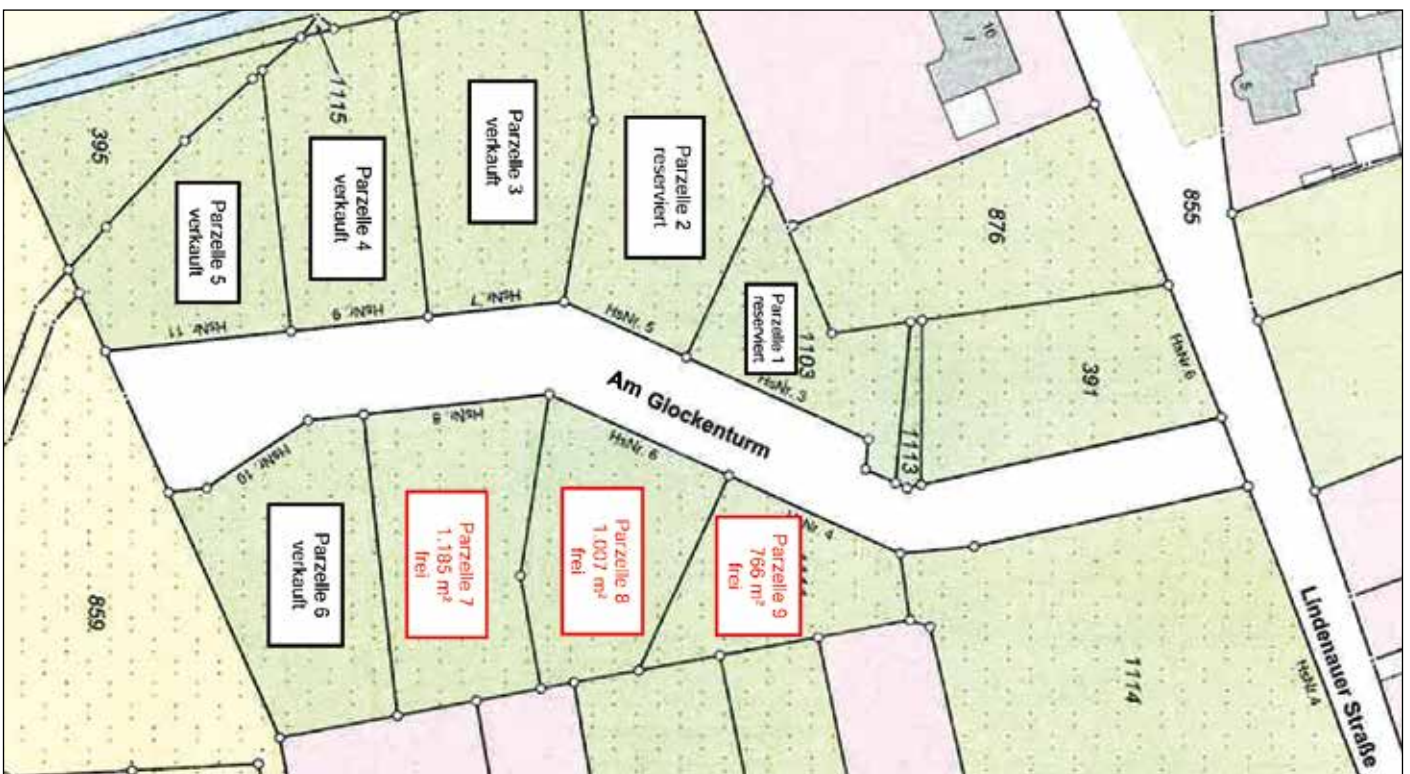 Parzelle 1
reserviert
Parzelle 2
reserviert
Parzelle 3
verkauft
Parzelle 4
verkauft
Parzelle 5
verkauft
Parzelle 6
verkauft
Parzelle 7
1.185 m²
frei
Parzelle 8
1.007 m²
frei
Parzelle 9
766 m²
frei
Am Glockenturm
Lindenauer Straße
HsNr. 3
HsNr. 5
HsNr. 7
HsNr. 9
HsNr. 11
HsNr. 4
HsNr. 6
HsNr. 8
HsNr. 10
HsNr. 6
HsNr. 4
395
1115
876
855
391
1103
1113
1114
859
10
5